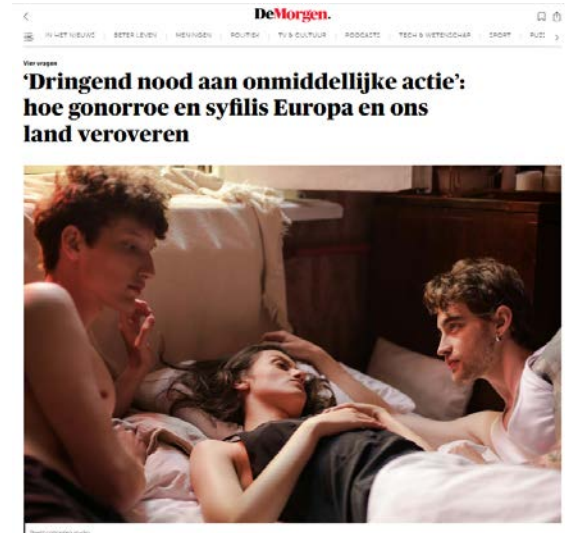 DeMorgen.
IN HET NIEUWS BETER LEVEN MENINGEN POLITIEK TV & CULTUUR PODCASTS TECH & WETENSCHAP SPORT PUZZ
Vier vragen
‘Dringend nood aan onmiddellijke actie’:
hoe gonorroe en syfilis Europa en ons
land veroveren